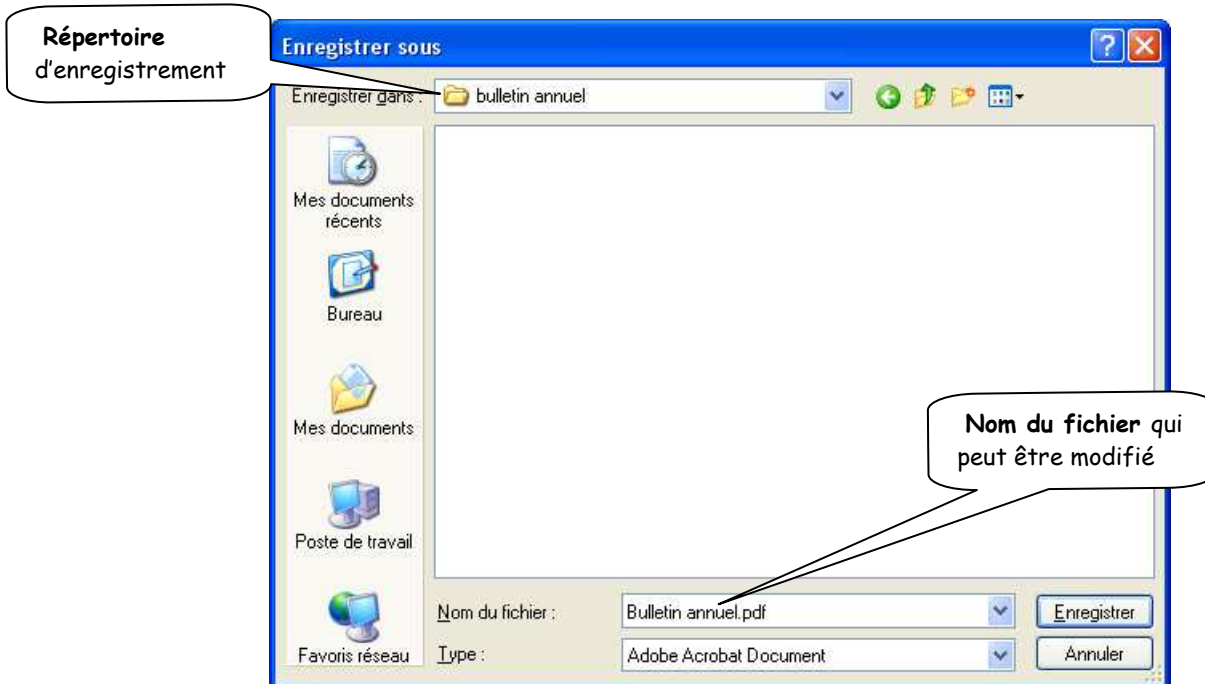 Répertoire
d'enregistrement
Enregistrer sous
Enregistrer dans :
bulletin annuel
Mes documents
récents
Bureau
Mes documents
Poste de travail
Favoris réseau
Nom du fichier qui
peut être modifié
Nom du fichier :
Bulletin annuel.pdf
Enregistrer
Type :
Adobe Acrobat Document
Annuler